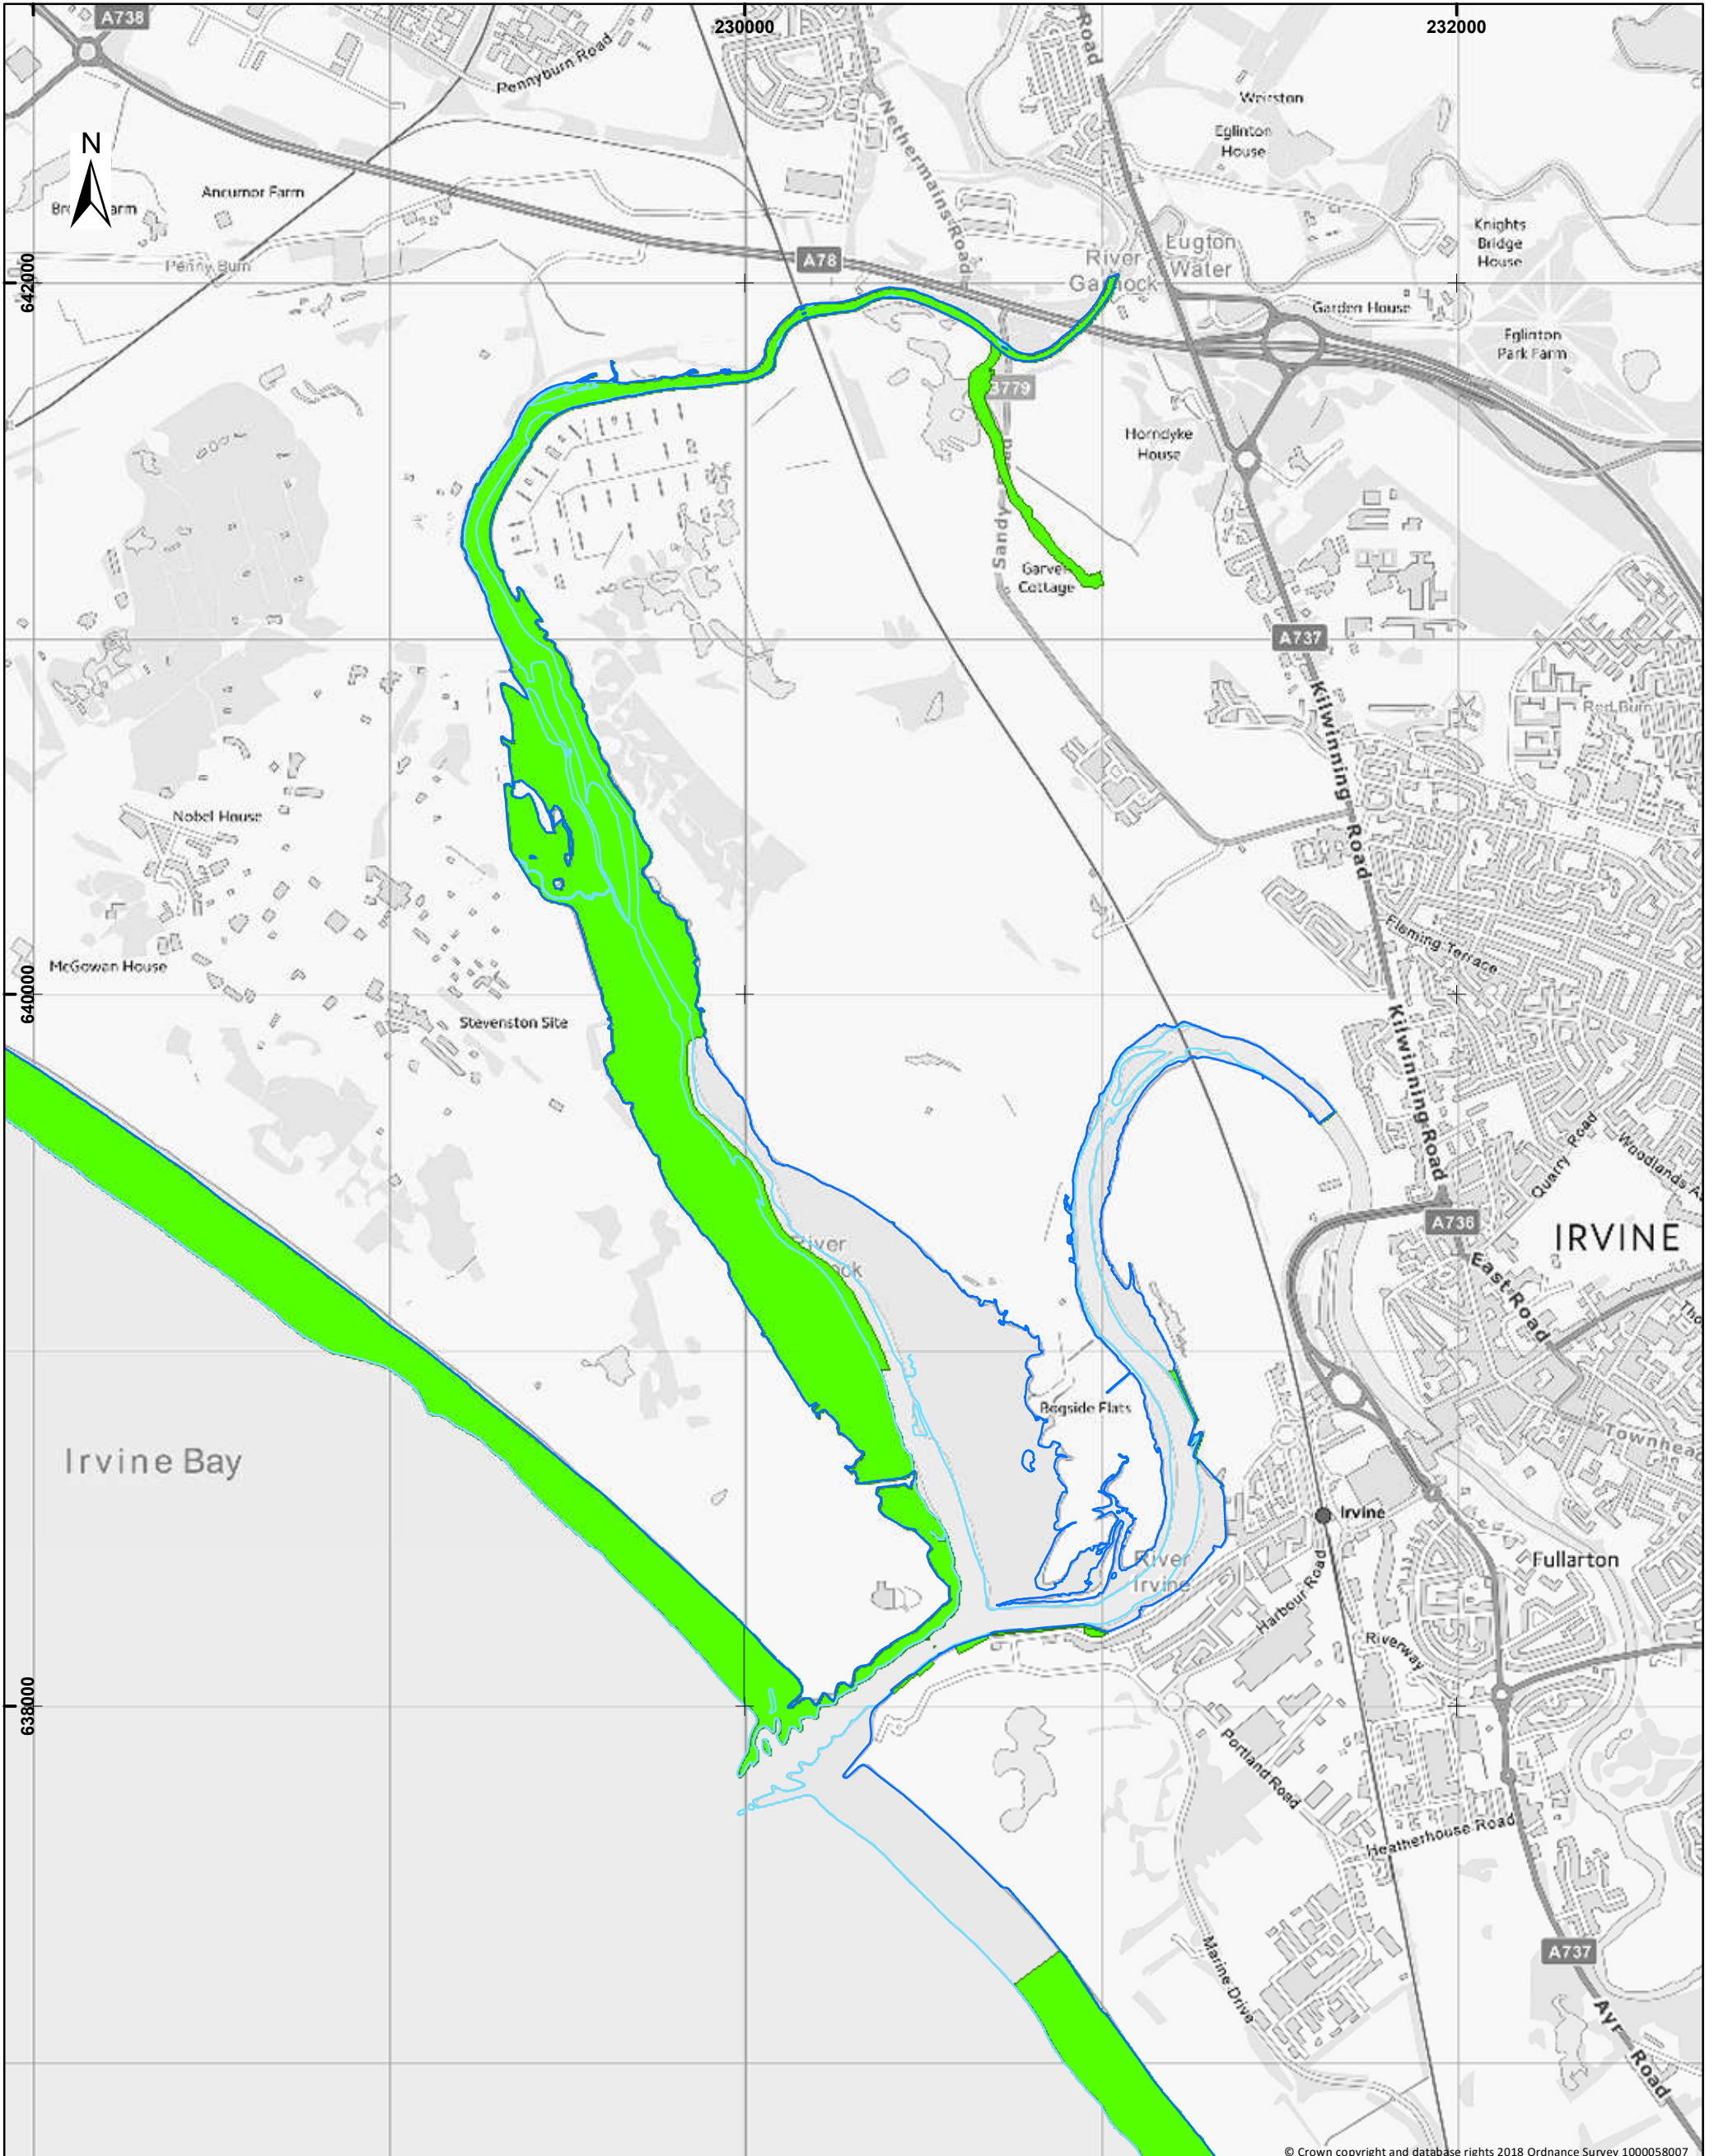 A738
230000
232000
Pennyburn Road
Road
Weirston
Eglinton
House
Nethermains Road
N
Ancumor Farm
Knights
Bridge
House
Penny Burn
A78
River
Lugton
Water
642000
Garden House
Eglinton
Park Farm
B779
Horndyke
House
Sandy
Cottage
A737
Kilwinning Road
Red Burn
Nobel House
Fleming Terrace
McGowan House
640000
Stevenston Site
Kilwinning Road
Quarry Road
Woodlands
A736
IRVINE
River
East Road
Bogside Flats
Townhead
Irvine Bay
Irvine
River
Irvine
Fullarton
Harbour Road
Riverway
638000
Portland Road
Heatherhouse Road
Marine Drive
A737
Ayr Road
© Crown copyright and database rights 2018 Ordnance Survey 1000058007